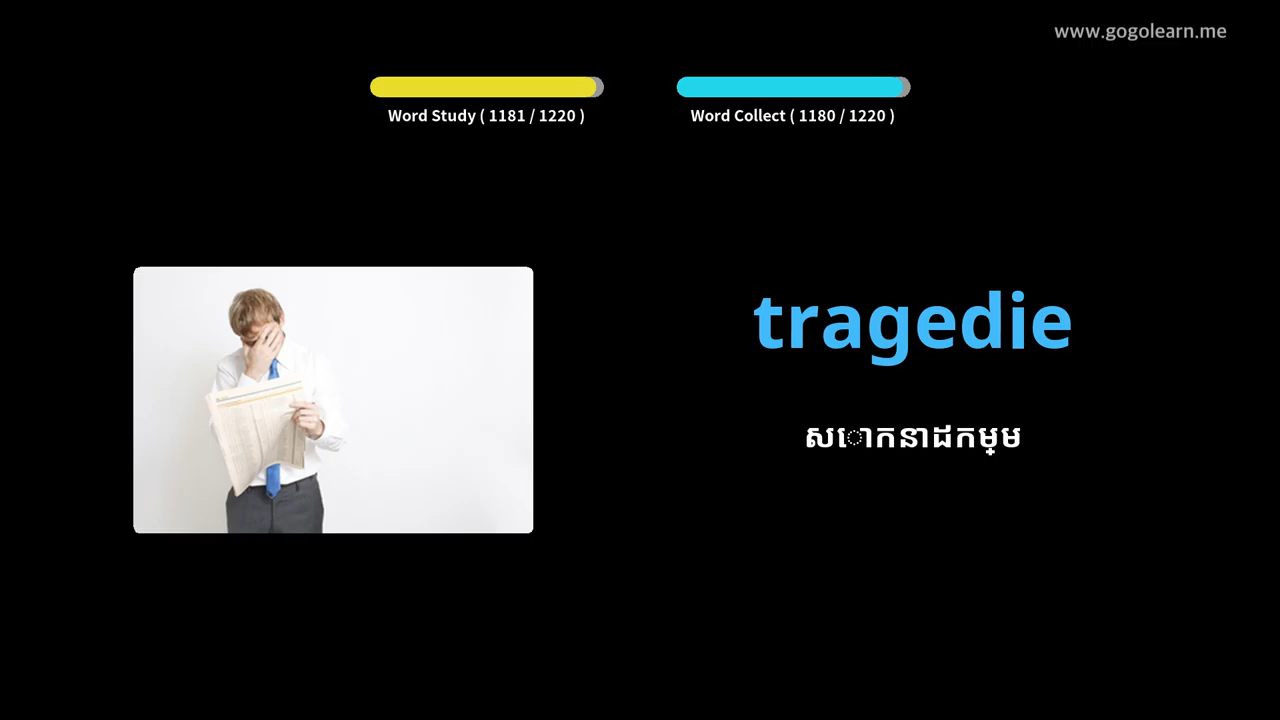 www.gogolearn.me
Word Study ( 1181 / 1220 )
Word Collect ( 1180 / 1220 )
tragedie
សោកនាដកម្ម